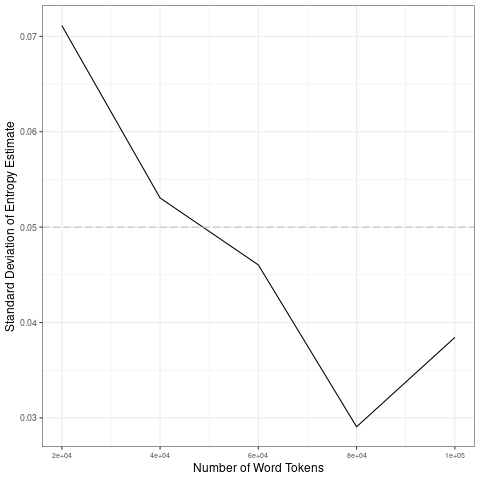 Standard Deviation of Entropy Estimate
0.07
0.06
0.05
0.04
0.03
2e+04
4e+04
6e+04
8e+04
1e+05
Number of Word Tokens